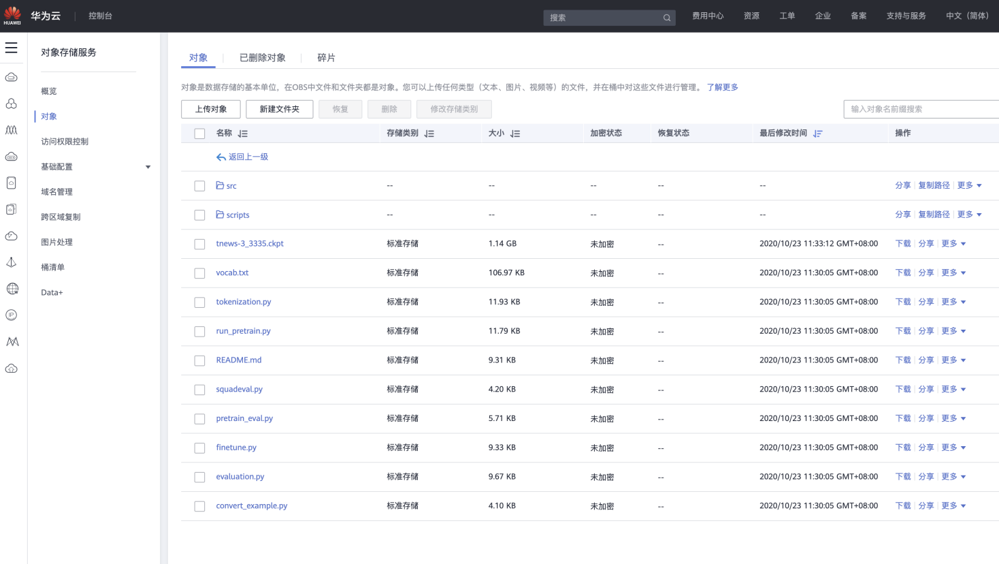 HUAWEI
华为云
控制台
搜索
费用中心
资源
工单
企业
备案
支持与服务
中文（简体）
对象存储服务
概览
对象
访问权限控制
基础配置
域名管理
跨区域复制
图片处理
桶清单
Data+
对象
已删除对象
碎片
对象是数据存储的基本单位，在OBS中文件和文件夹都是对象。您可以上传任何类型（文本、图片、视频等）的文件，并在桶中对这些文件进行管理。 了解更多
上传对象
新建文件夹
恢复
删除
修改存储类别
输入对象名前缀搜索
名称 存储类别 大小 加密状态 恢复状态 最后修改时间 操作
返回上一级
src -- -- -- -- -- 分享 复制路径 更多
scripts -- -- -- -- -- 分享 复制路径 更多
tnews-3_3335.ckpt 标准存储 1.14 GB 未加密 -- 2020/10/23 11:33:12 GMT+08:00 下载 分享 更多
vocab.txt 标准存储 106.97 KB 未加密 -- 2020/10/23 11:30:05 GMT+08:00 下载 分享 更多
tokenization.py 标准存储 11.93 KB 未加密 -- 2020/10/23 11:30:05 GMT+08:00 下载 分享 更多
run_pretrain.py 标准存储 11.79 KB 未加密 -- 2020/10/23 11:30:05 GMT+08:00 下载 分享 更多
README.md 标准存储 9.31 KB 未加密 -- 2020/10/23 11:30:05 GMT+08:00 下载 分享 更多
squadeval.py 标准存储 4.20 KB 未加密 -- 2020/10/23 11:30:05 GMT+08:00 下载 分享 更多
pretrain_eval.py 标准存储 5.71 KB 未加密 -- 2020/10/23 11:30:05 GMT+08:00 下载 分享 更多
finetune.py 标准存储 9.33 KB 未加密 -- 2020/10/23 11:30:05 GMT+08:00 下载 分享 更多
evaluation.py 标准存储 9.67 KB 未加密 -- 2020/10/23 11:30:05 GMT+08:00 下载 分享 更多
convert_example.py 标准存储 4.10 KB 未加密 -- 2020/10/23 11:30:05 GMT+08:00 下载 分享 更多